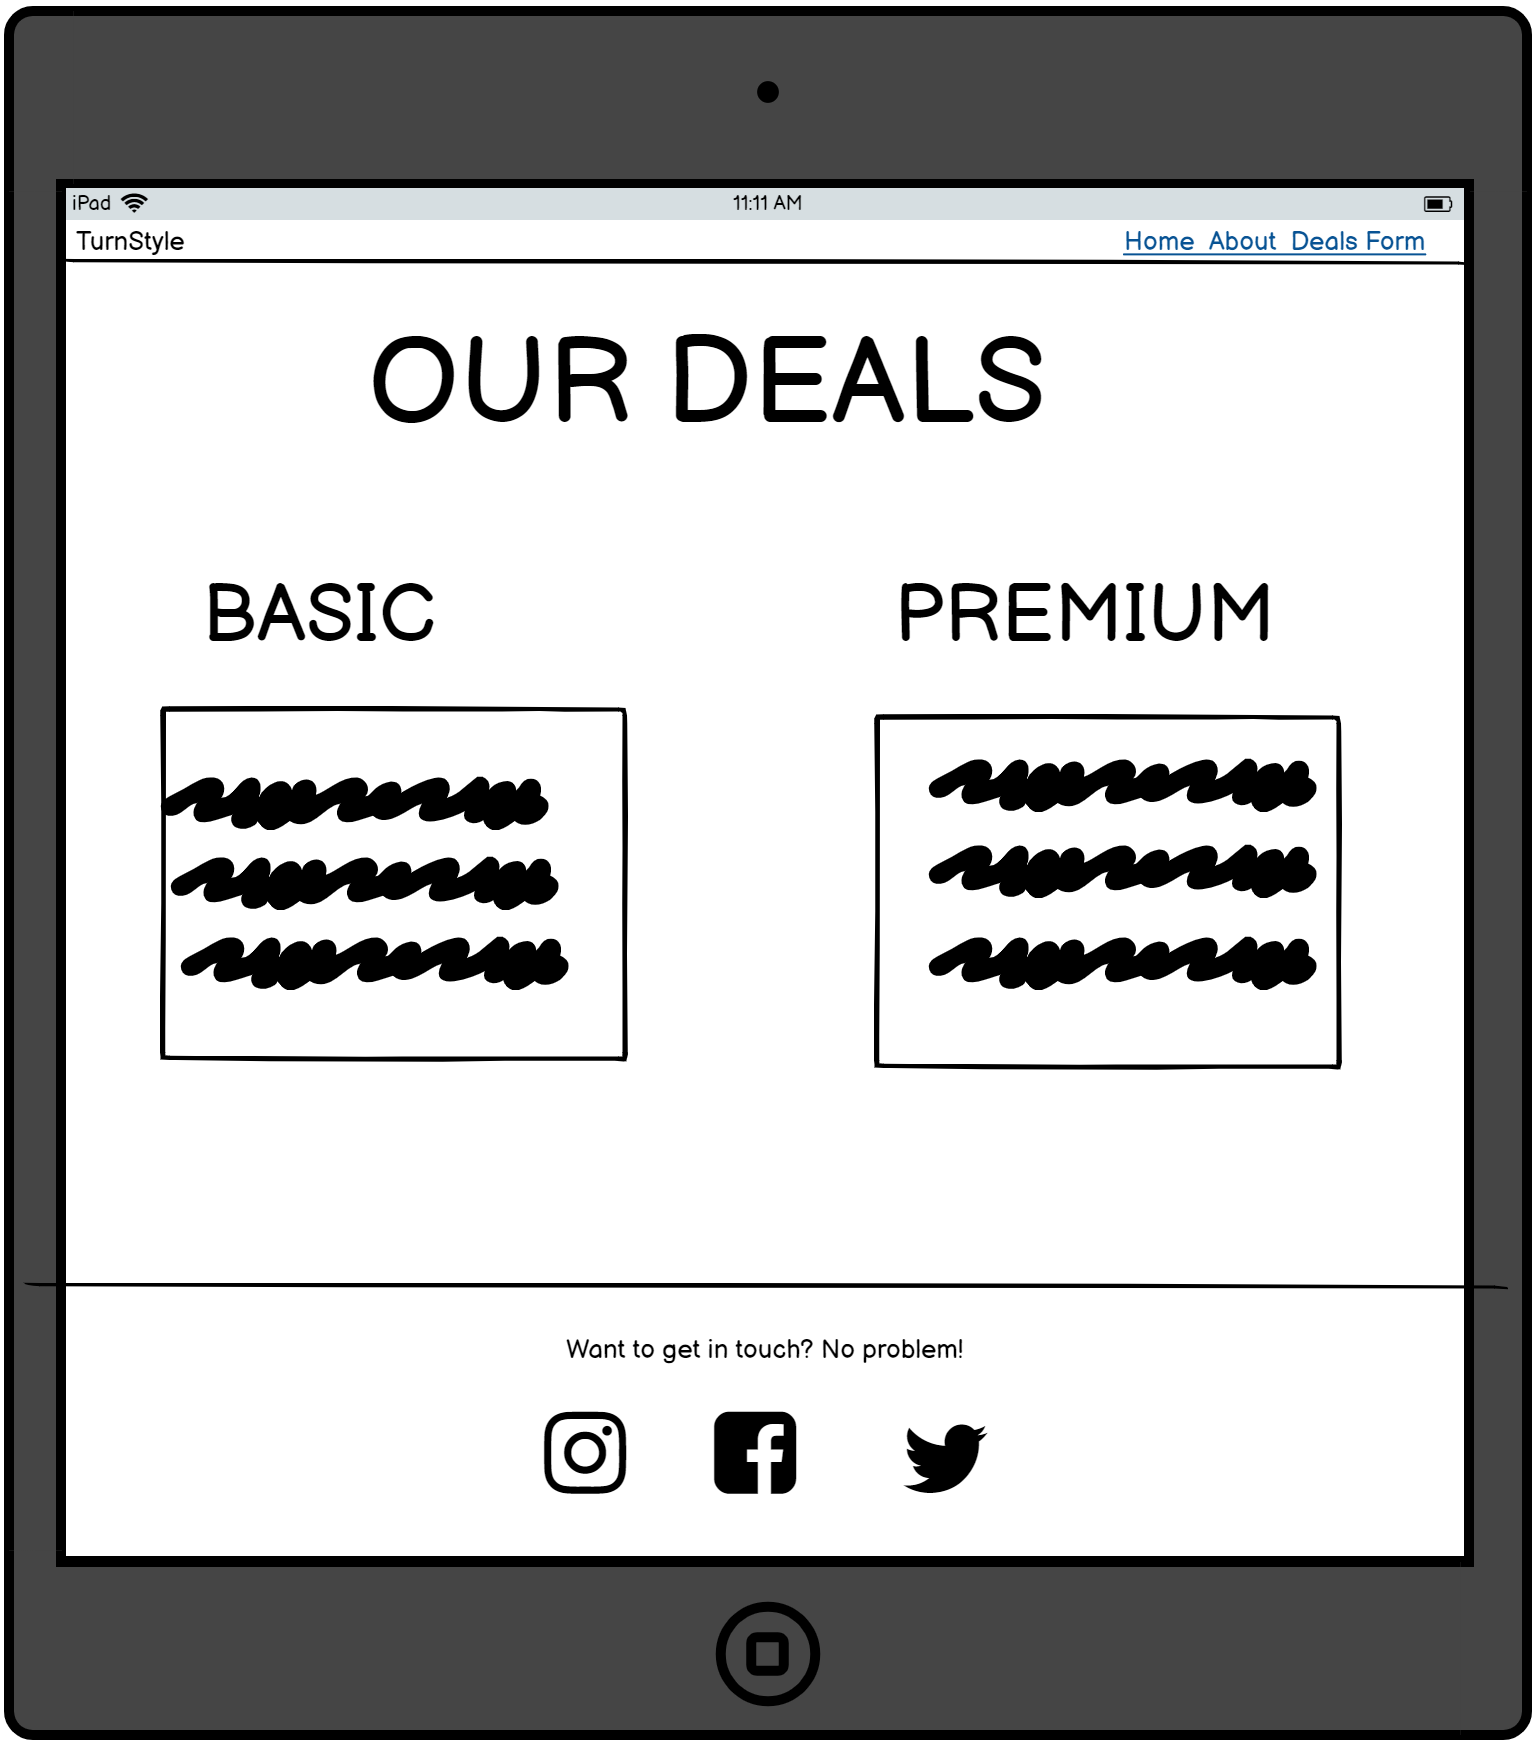 iPad 11:11 AM
TurnStyle Home About Deals Form
OUR DEALS
BASIC PREMIUM
Want to get in touch? No problem!